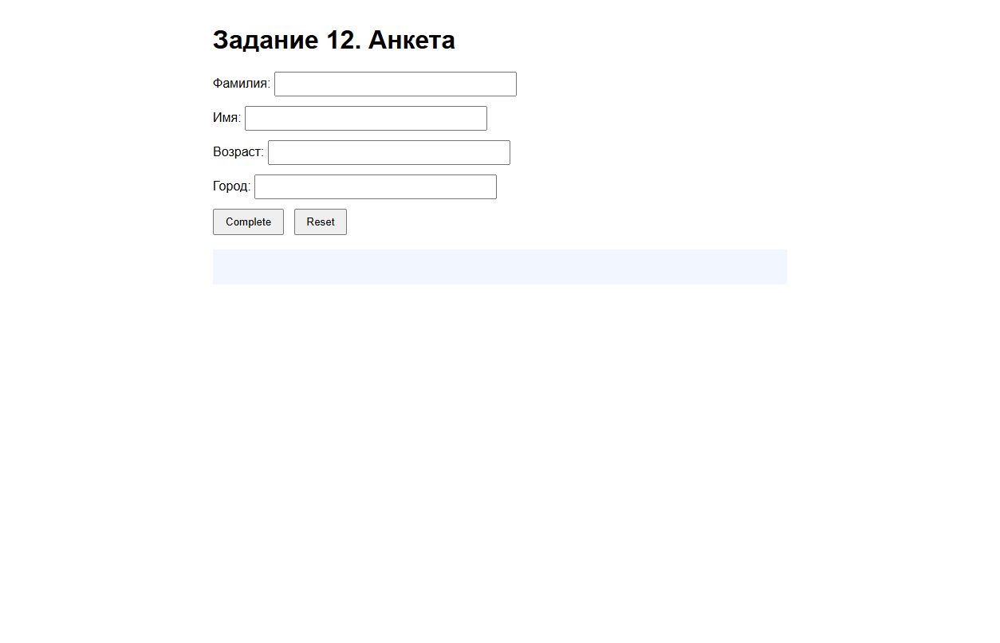 Задание 12. Анкета
Фамилия:
Имя:
Возраст:
Город:
Complete Reset